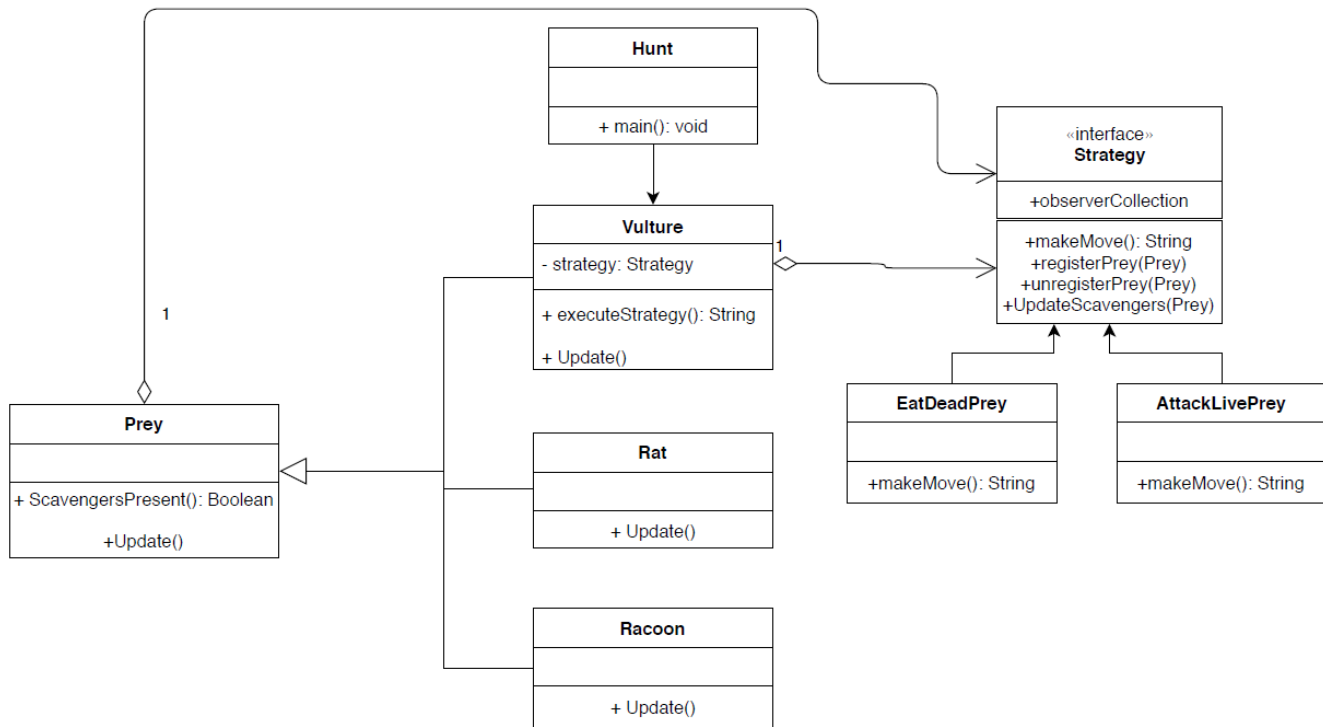 Hunt
+ main(): void
«interface»
Strategy
+observerCollection
+makeMove(): String
+registerPrey(Prey)
+unregisterPrey(Prey)
+UpdateScavengers(Prey)
Vulture
- strategy: Strategy
+ executeStrategy(): String
+ Update()
1
1
Prey
+ ScavengersPresent(): Boolean
+Update()
EatDeadPrey
+makeMove(): String
AttackLivePrey
+makeMove(): String
Rat
+ Update()
Racoon
+ Update()